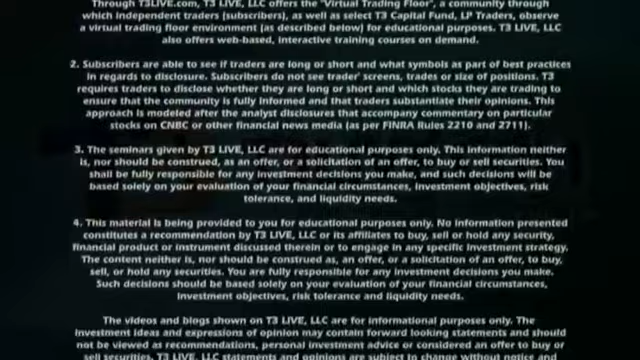 Through T3LIVE.com, T3 LIVE, LLC offers the "Virtual Trading Floor", a community through
which independent traders (subscribers), as well as select T3 Capital Fund, LP Traders, observe
a virtual trading floor environment (as described below) for educational purposes. T3 LIVE, LLC
also offers web-based, interactive training courses on demand.
2. Subscribers are able to see if traders are long or short and what symbols as part of best practices
in regards to disclosure. Subscribers do not see trader' screens, trades or size of positions. T3
requires traders to disclose whether they are long or short and which stocks they are trading to
ensure that the community is fully informed and that traders substantiate their opinions. This
approach is modeled after the analyst disclosures that accompany commentary on particular
stocks on CNBC or other financial news media (as per FINRA Rules 2210 and 2711).
3. The seminars given by T3 LIVE, LLC are for educational purposes only. This information neither
is, nor should be construed, as an offer, or a solicitation of an offer, to buy or sell securities. You
shall be fully responsible for any investment decisions you make, and such decisions will be
based solely on your evaluation of your financial circumstances, investment objectives, risk
tolerance, and liquidity needs.
4. This material is being provided to you for educational purposes only. No information presented
constitutes a recommendation by T3 LIVE, LLC or its affiliates to buy, sell or hold any security,
financial product or instrument discussed therein or to engage in any specific investment strategy.
The content neither is, nor should be construed as, an offer, or a solicitation of an offer, to buy,
sell, or hold any securities. You are fully responsible for any investment decisions you make.
Such decisions should be based solely on your evaluation of your financial circumstances,
investment objectives, risk tolerance and liquidity needs.
The videos and blogs shown on T3 LIVE, LLC are for informational purposes only. The
investment ideas and expressions of opinion may contain forward looking statements and should
not be viewed as recommendations, personal investment advice or considered an offer to buy or
sell securities. T3 LIVE, LLC statements and opinions are subject to change without notice and